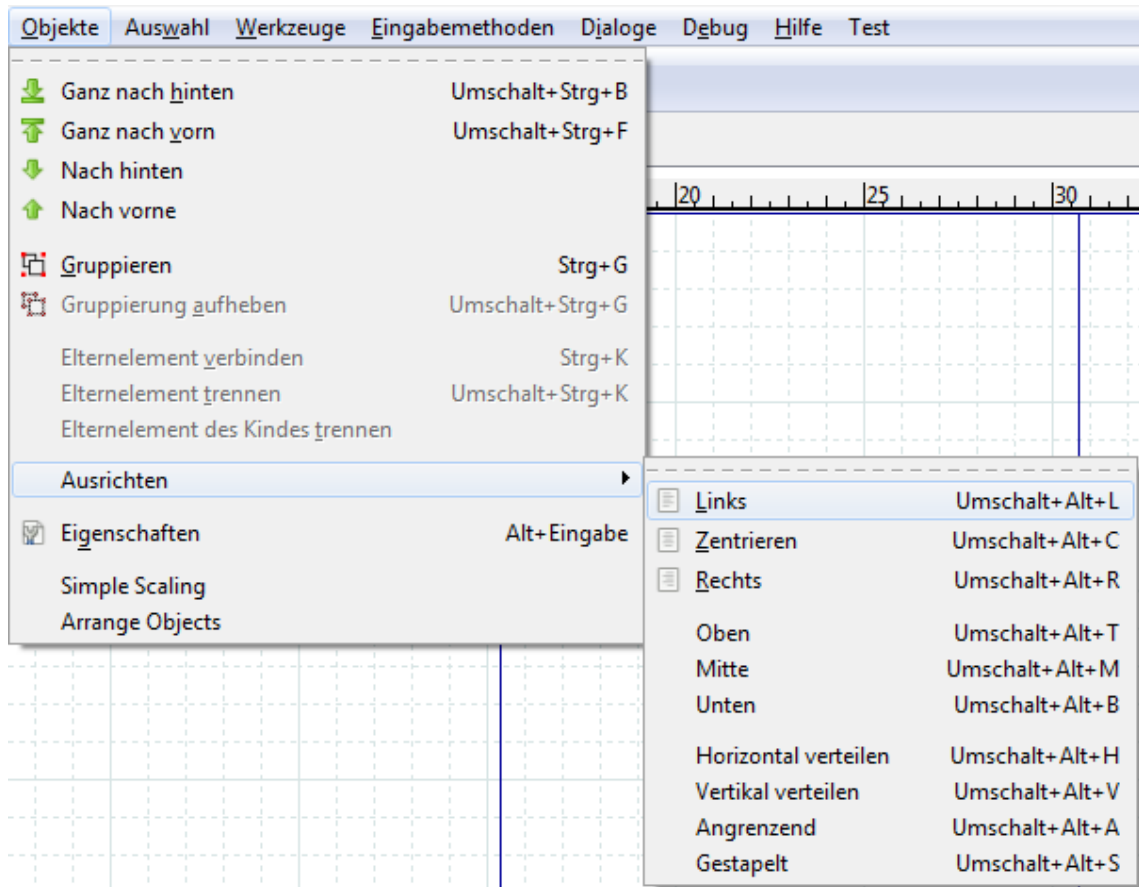 Objekte Auswahl Werkzeuge Eingabemethoden Dialoge Debug Hilfe Test
Ganz nach hinten Umschalt+Strg+B
Ganz nach vorn Umschalt+Strg+F
Nach hinten
Nach vorne
20 25 30
Gruppieren Strg+G
Gruppierung aufheben Umschalt+Strg+G
Elternelement verbinden Strg+K
Elternelement trennen Umschalt+Strg+K
Elternelement des Kindes trennen
Ausrichten
Eigenschaften Alt+Eingabe
Simple Scaling
Arrange Objects
Links Umschalt+Alt+L
Zentrieren Umschalt+Alt+C
Rechts Umschalt+Alt+R
Oben Umschalt+Alt+T
Mitte Umschalt+Alt+M
Unten Umschalt+Alt+B
Horizontal verteilen Umschalt+Alt+H
Vertikal verteilen Umschalt+Alt+V
Angrenzend Umschalt+Alt+A
Gestapelt Umschalt+Alt+S